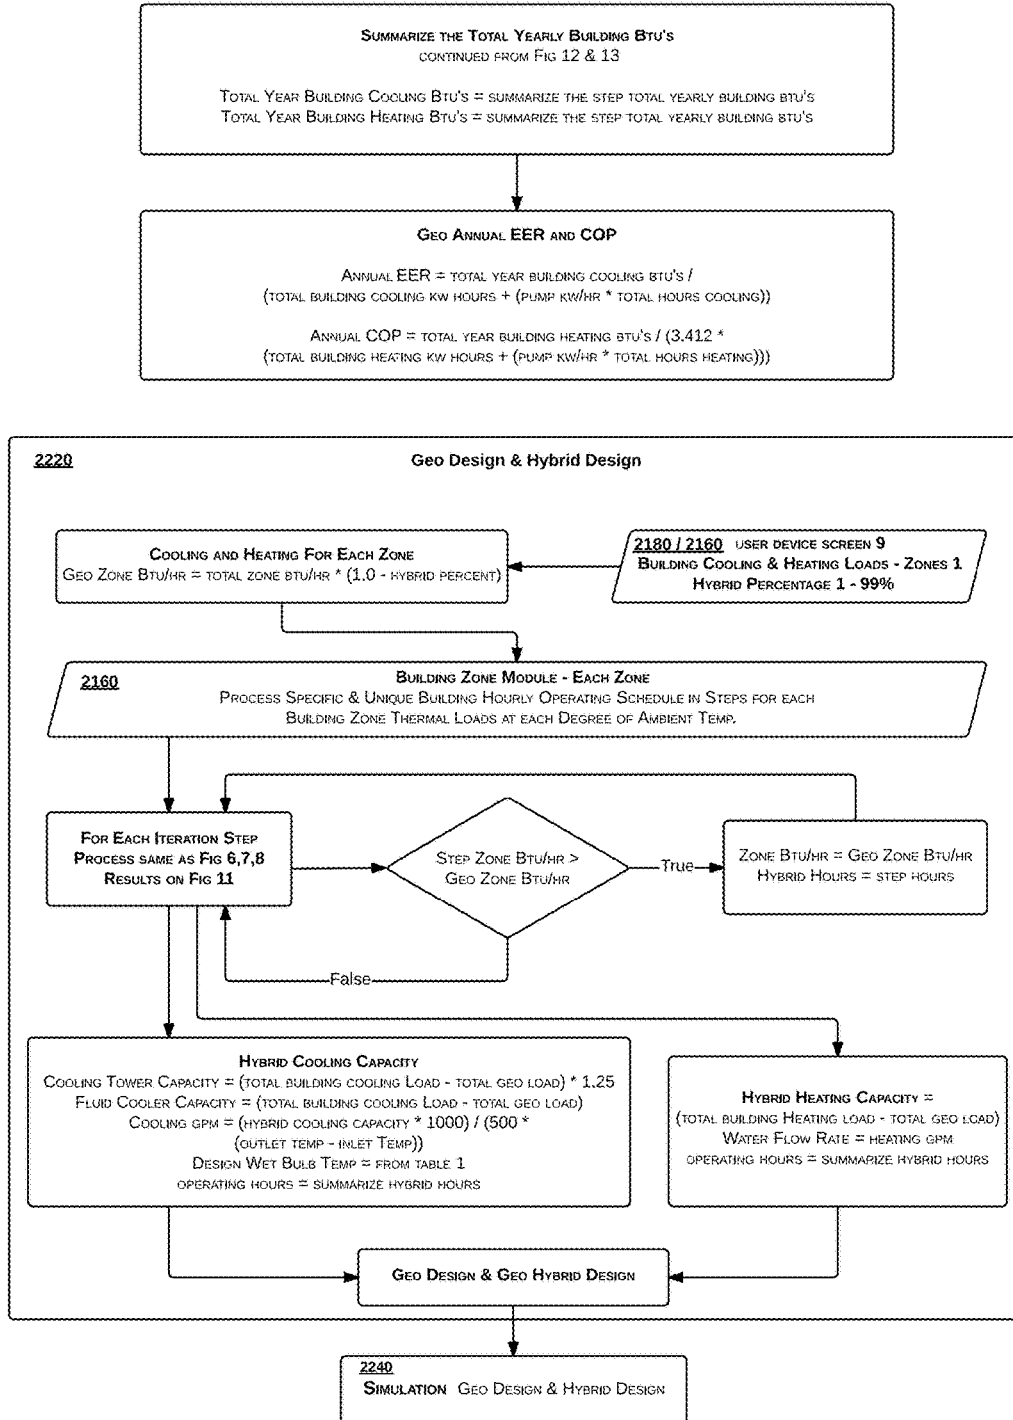 Summarize the Total Yearly Building Btu's
continued from Fig 12 & 13
Total Year Building Cooling Btu's = summarize the step total yearly building btu's
Total Year Building Heating Btu's = summarize the step total yearly building btu's
Geo Annual EER and COP
Annual EER = total year building cooling btu's /
(total building cooling kw hours + (pump kw/hr * total hours cooling))
Annual COP = total year building heating btu's / (3.412 *
(total building heating kw hours + (pump kw/hr * total hours heating)))
2220
Geo Design & Hybrid Design
Cooling and Heating For Each Zone
Geo Zone Btu/hr = total zone btu/hr * (1.0 - hybrid percent)
2180 / 2160 user device screen 9
Building Cooling & Heating Loads - Zones 1
Hybrid Percentage 1 - 99%
2160
Building Zone Module - Each Zone
Process Specific & Unique Building Hourly Operating Schedule in Steps for each
Building Zone Thermal Loads at each Degree of Ambient Temp.
For Each Iteration Step
Process same as Fig 6,7,8
Results on Fig 11
Step Zone Btu/hr >
Geo Zone Btu/hr
True
Zone Btu/hr = Geo Zone Btu/hr
Hybrid Hours = step hours
False
Hybrid Cooling Capacity
Cooling Tower Capacity = (total building cooling Load - total geo load) * 1.25
Fluid Cooler Capacity = (total building cooling Load - total geo load)
Cooling gpm = (hybrid cooling capacity * 1000) / (500 *
(outlet temp - inlet Temp))
Design Wet Bulb Temp = from table 1
operating hours = summarize hybrid hours
Hybrid Heating Capacity =
(total building Heating load - total geo load)
Water Flow Rate = heating gpm
operating hours = summarize hybrid hours
Geo Design & Geo Hybrid Design
2240
Simulation Geo Design & Hybrid Design